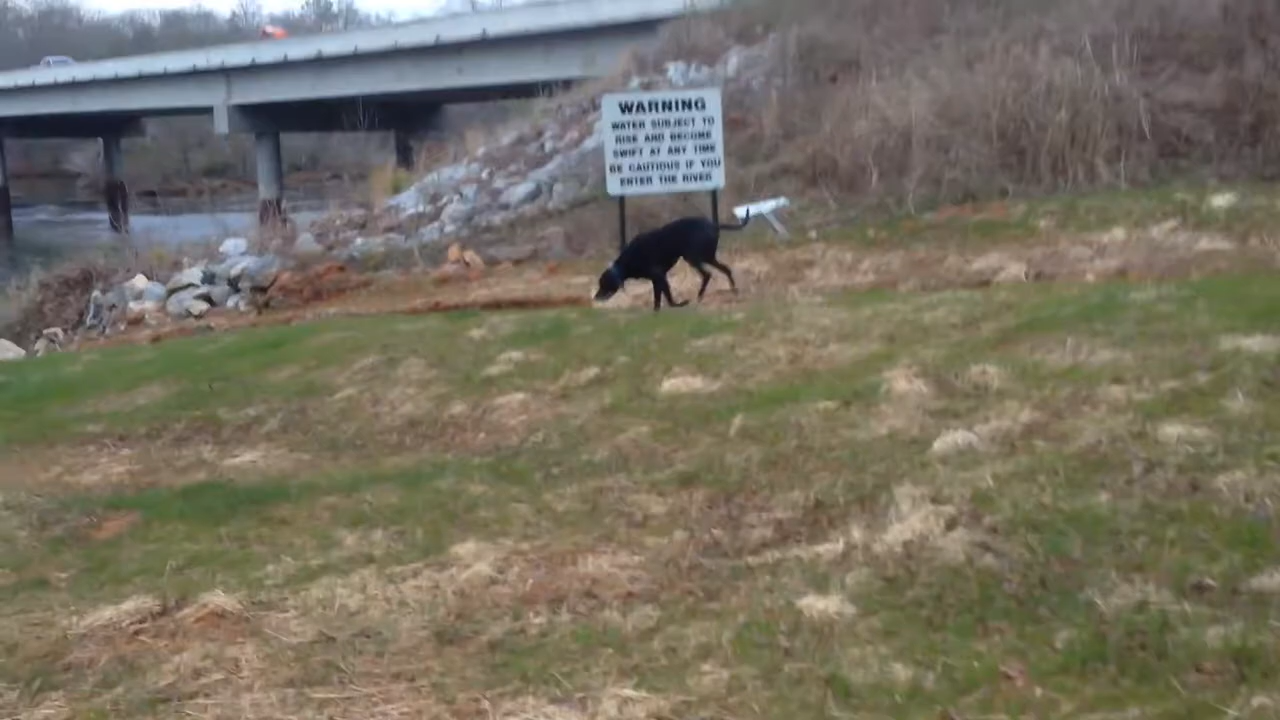 WARNING
WATER SUBJECT TO
RISE AND BECOME
SWIFT AT ANY TIME
BE CAUTIOUS IF YOU
ENTER THE RIVER